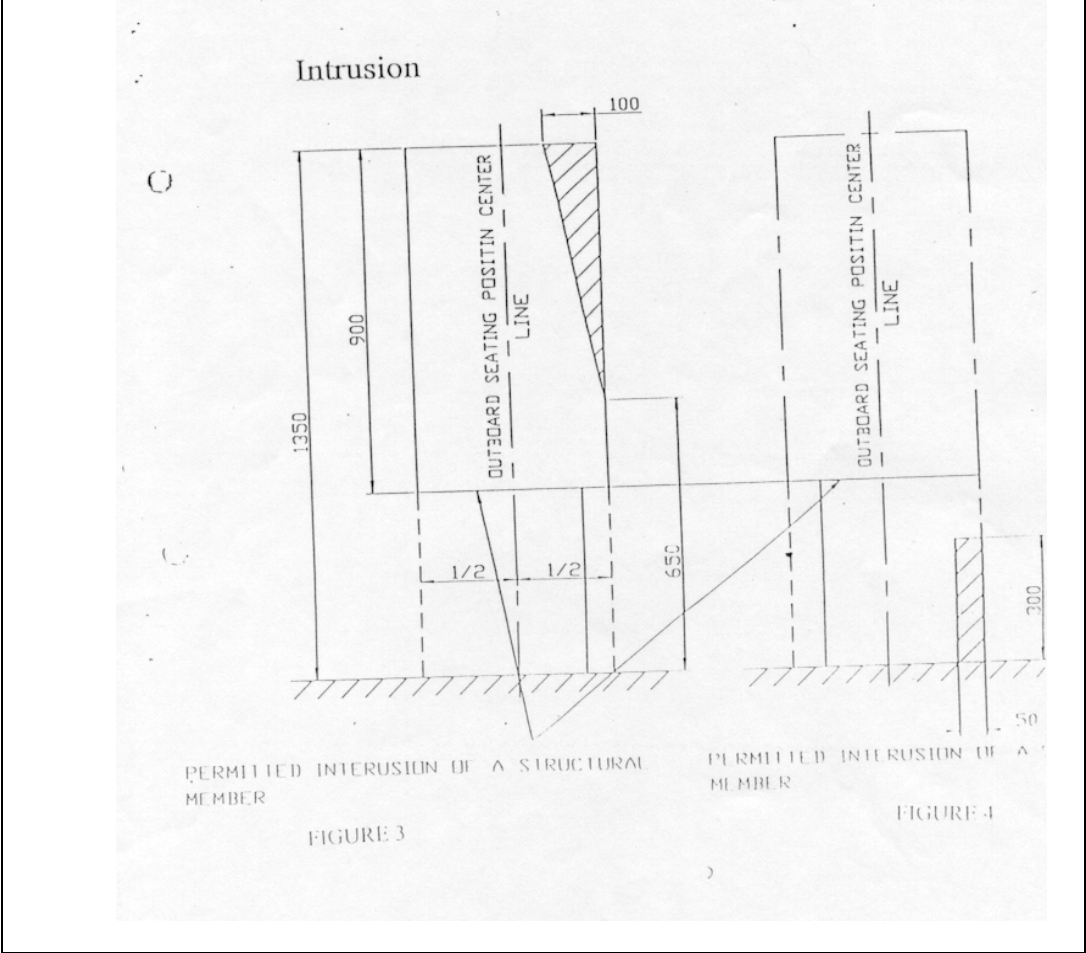 Intrusion
100
OUTBOARD SEATING POSITIN CENTER
LINE
900
1350
1/2
1/2
650
OUTBOARD SEATING POSITIN CENTER
LINE
300
50
PERMITTED INTERUSION OF A STRUCTURAL
MEMBER
FIGURE 3
PERMITTED INTERUSION OF A
MEMBER
FIGURE 4